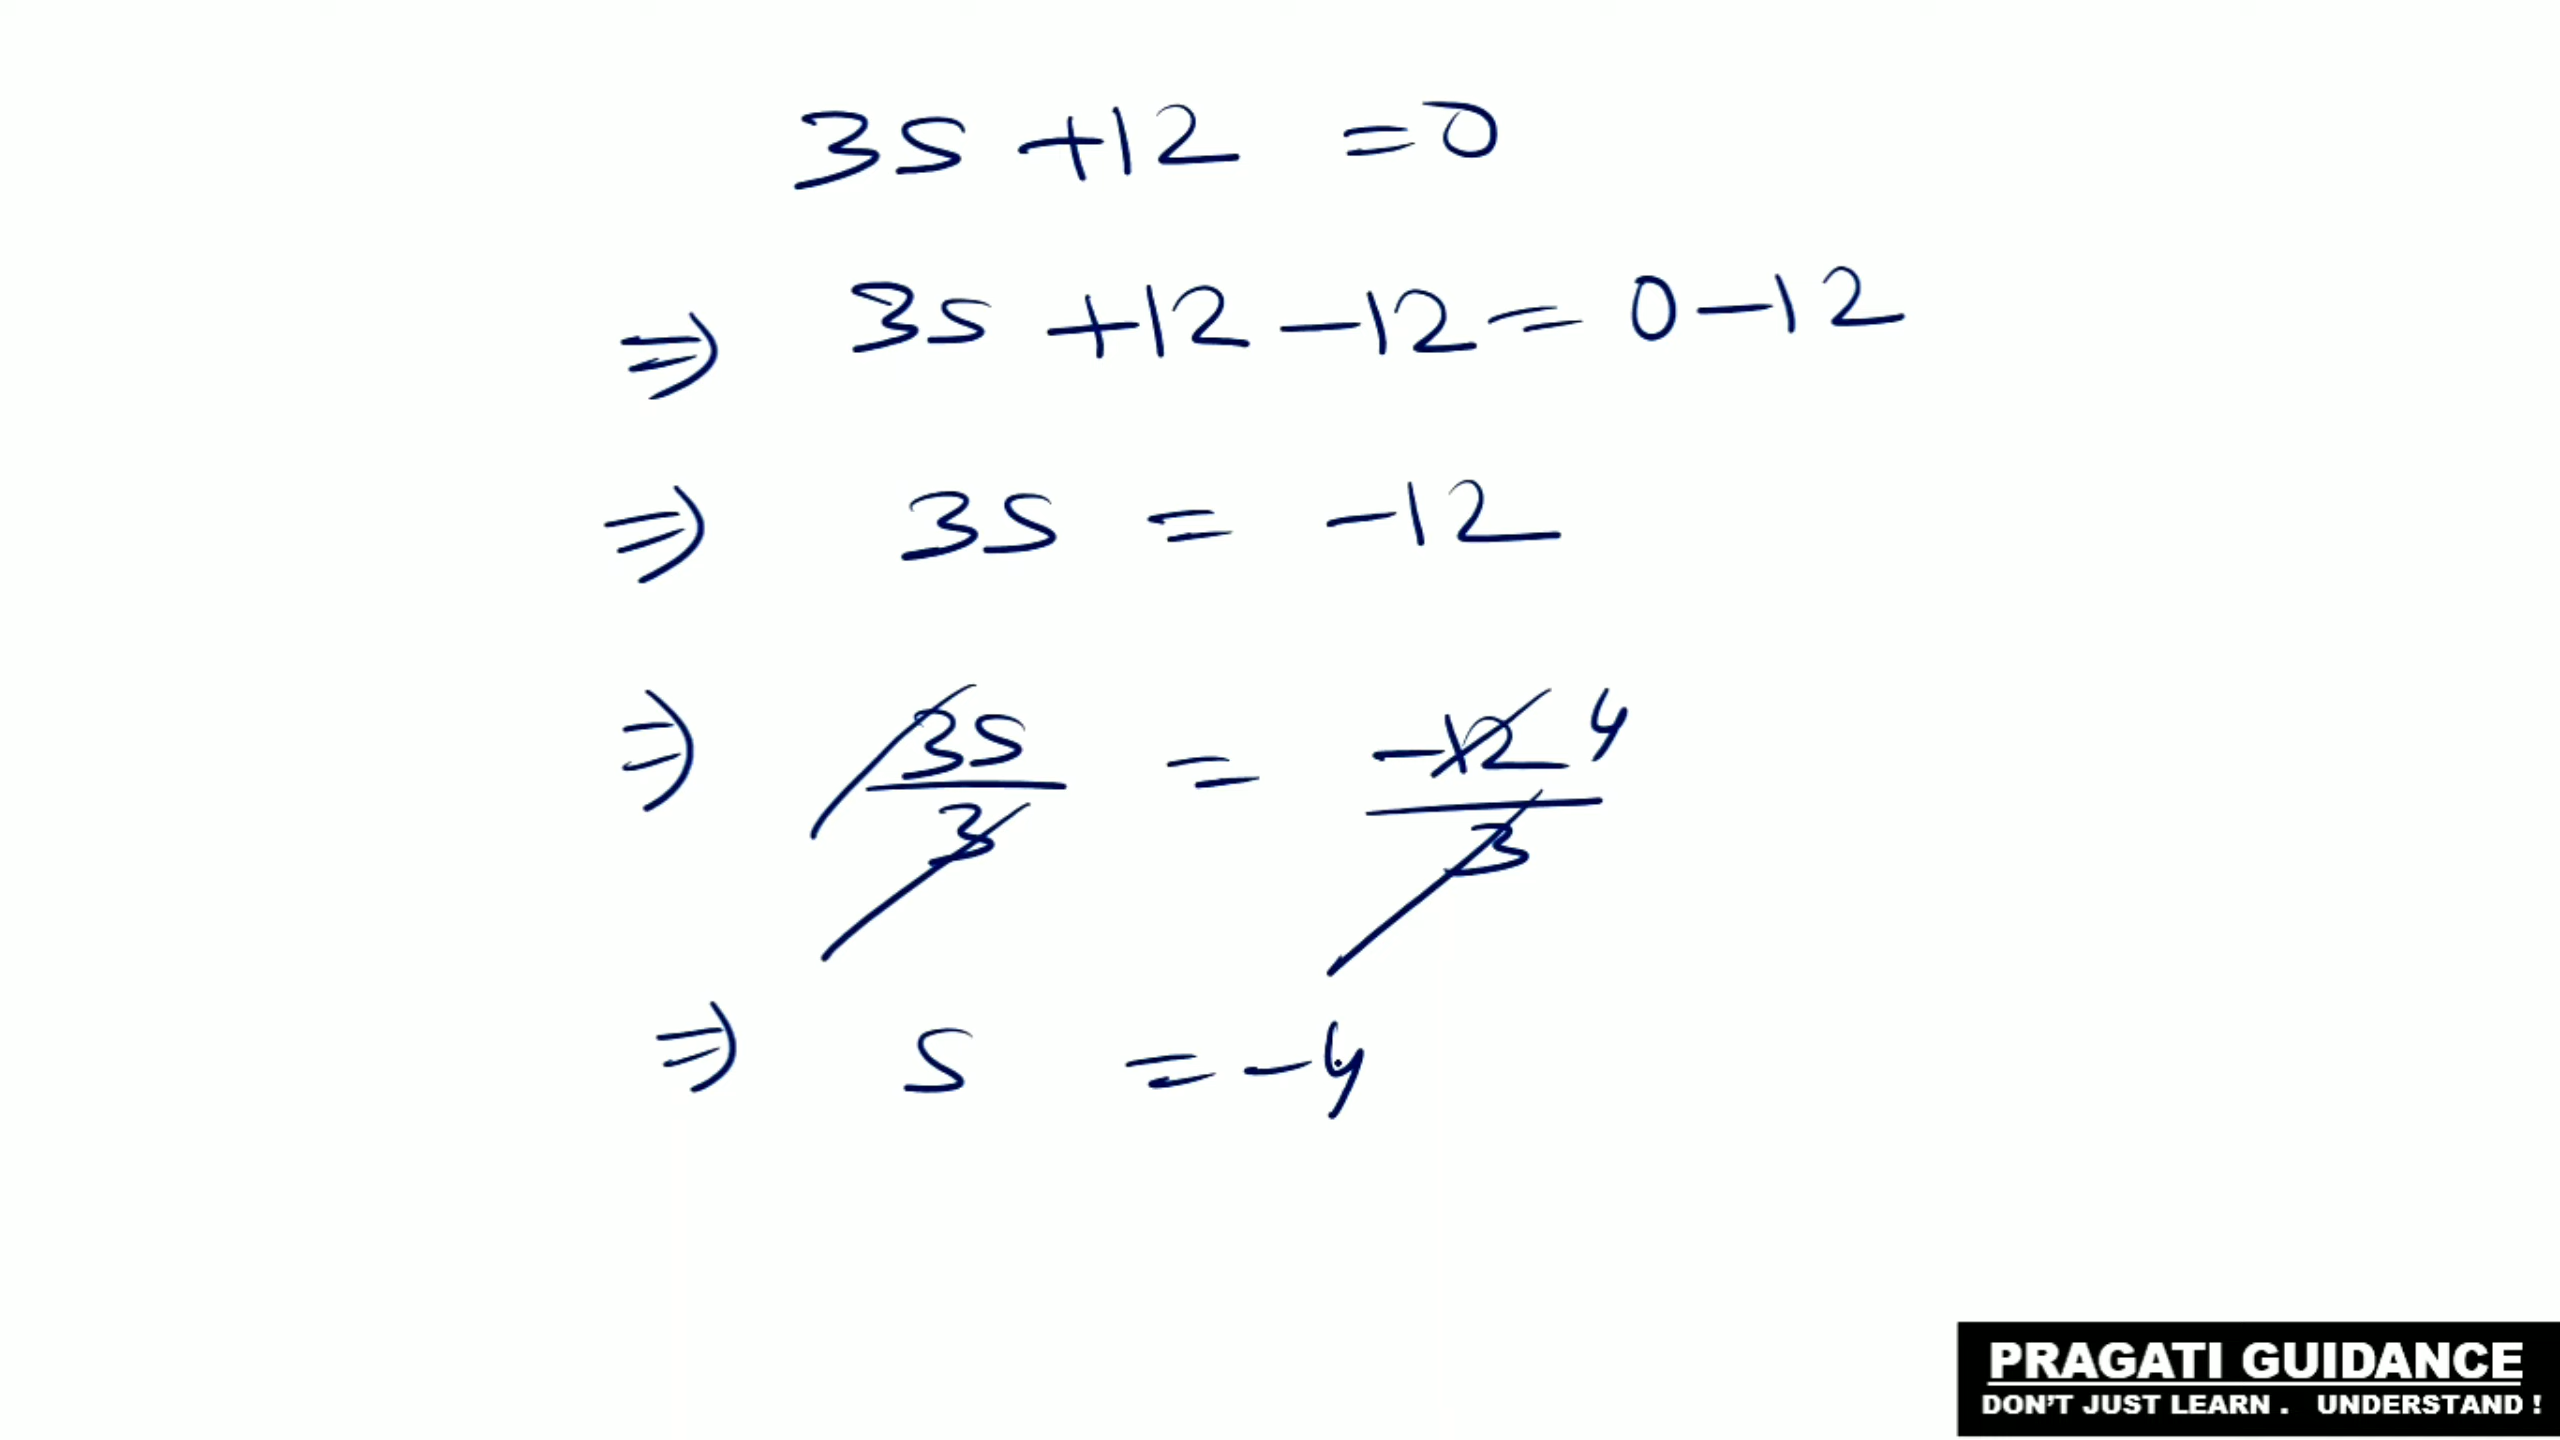 3s +12 = 0
⇒ 3s +12 -12 = 0 -12
⇒ 3s = -12
⇒ 3s/3 = -12/3 4
⇒ s = -4
PRAGATI GUIDANCE
DON'T JUST LEARN . UNDERSTAND !